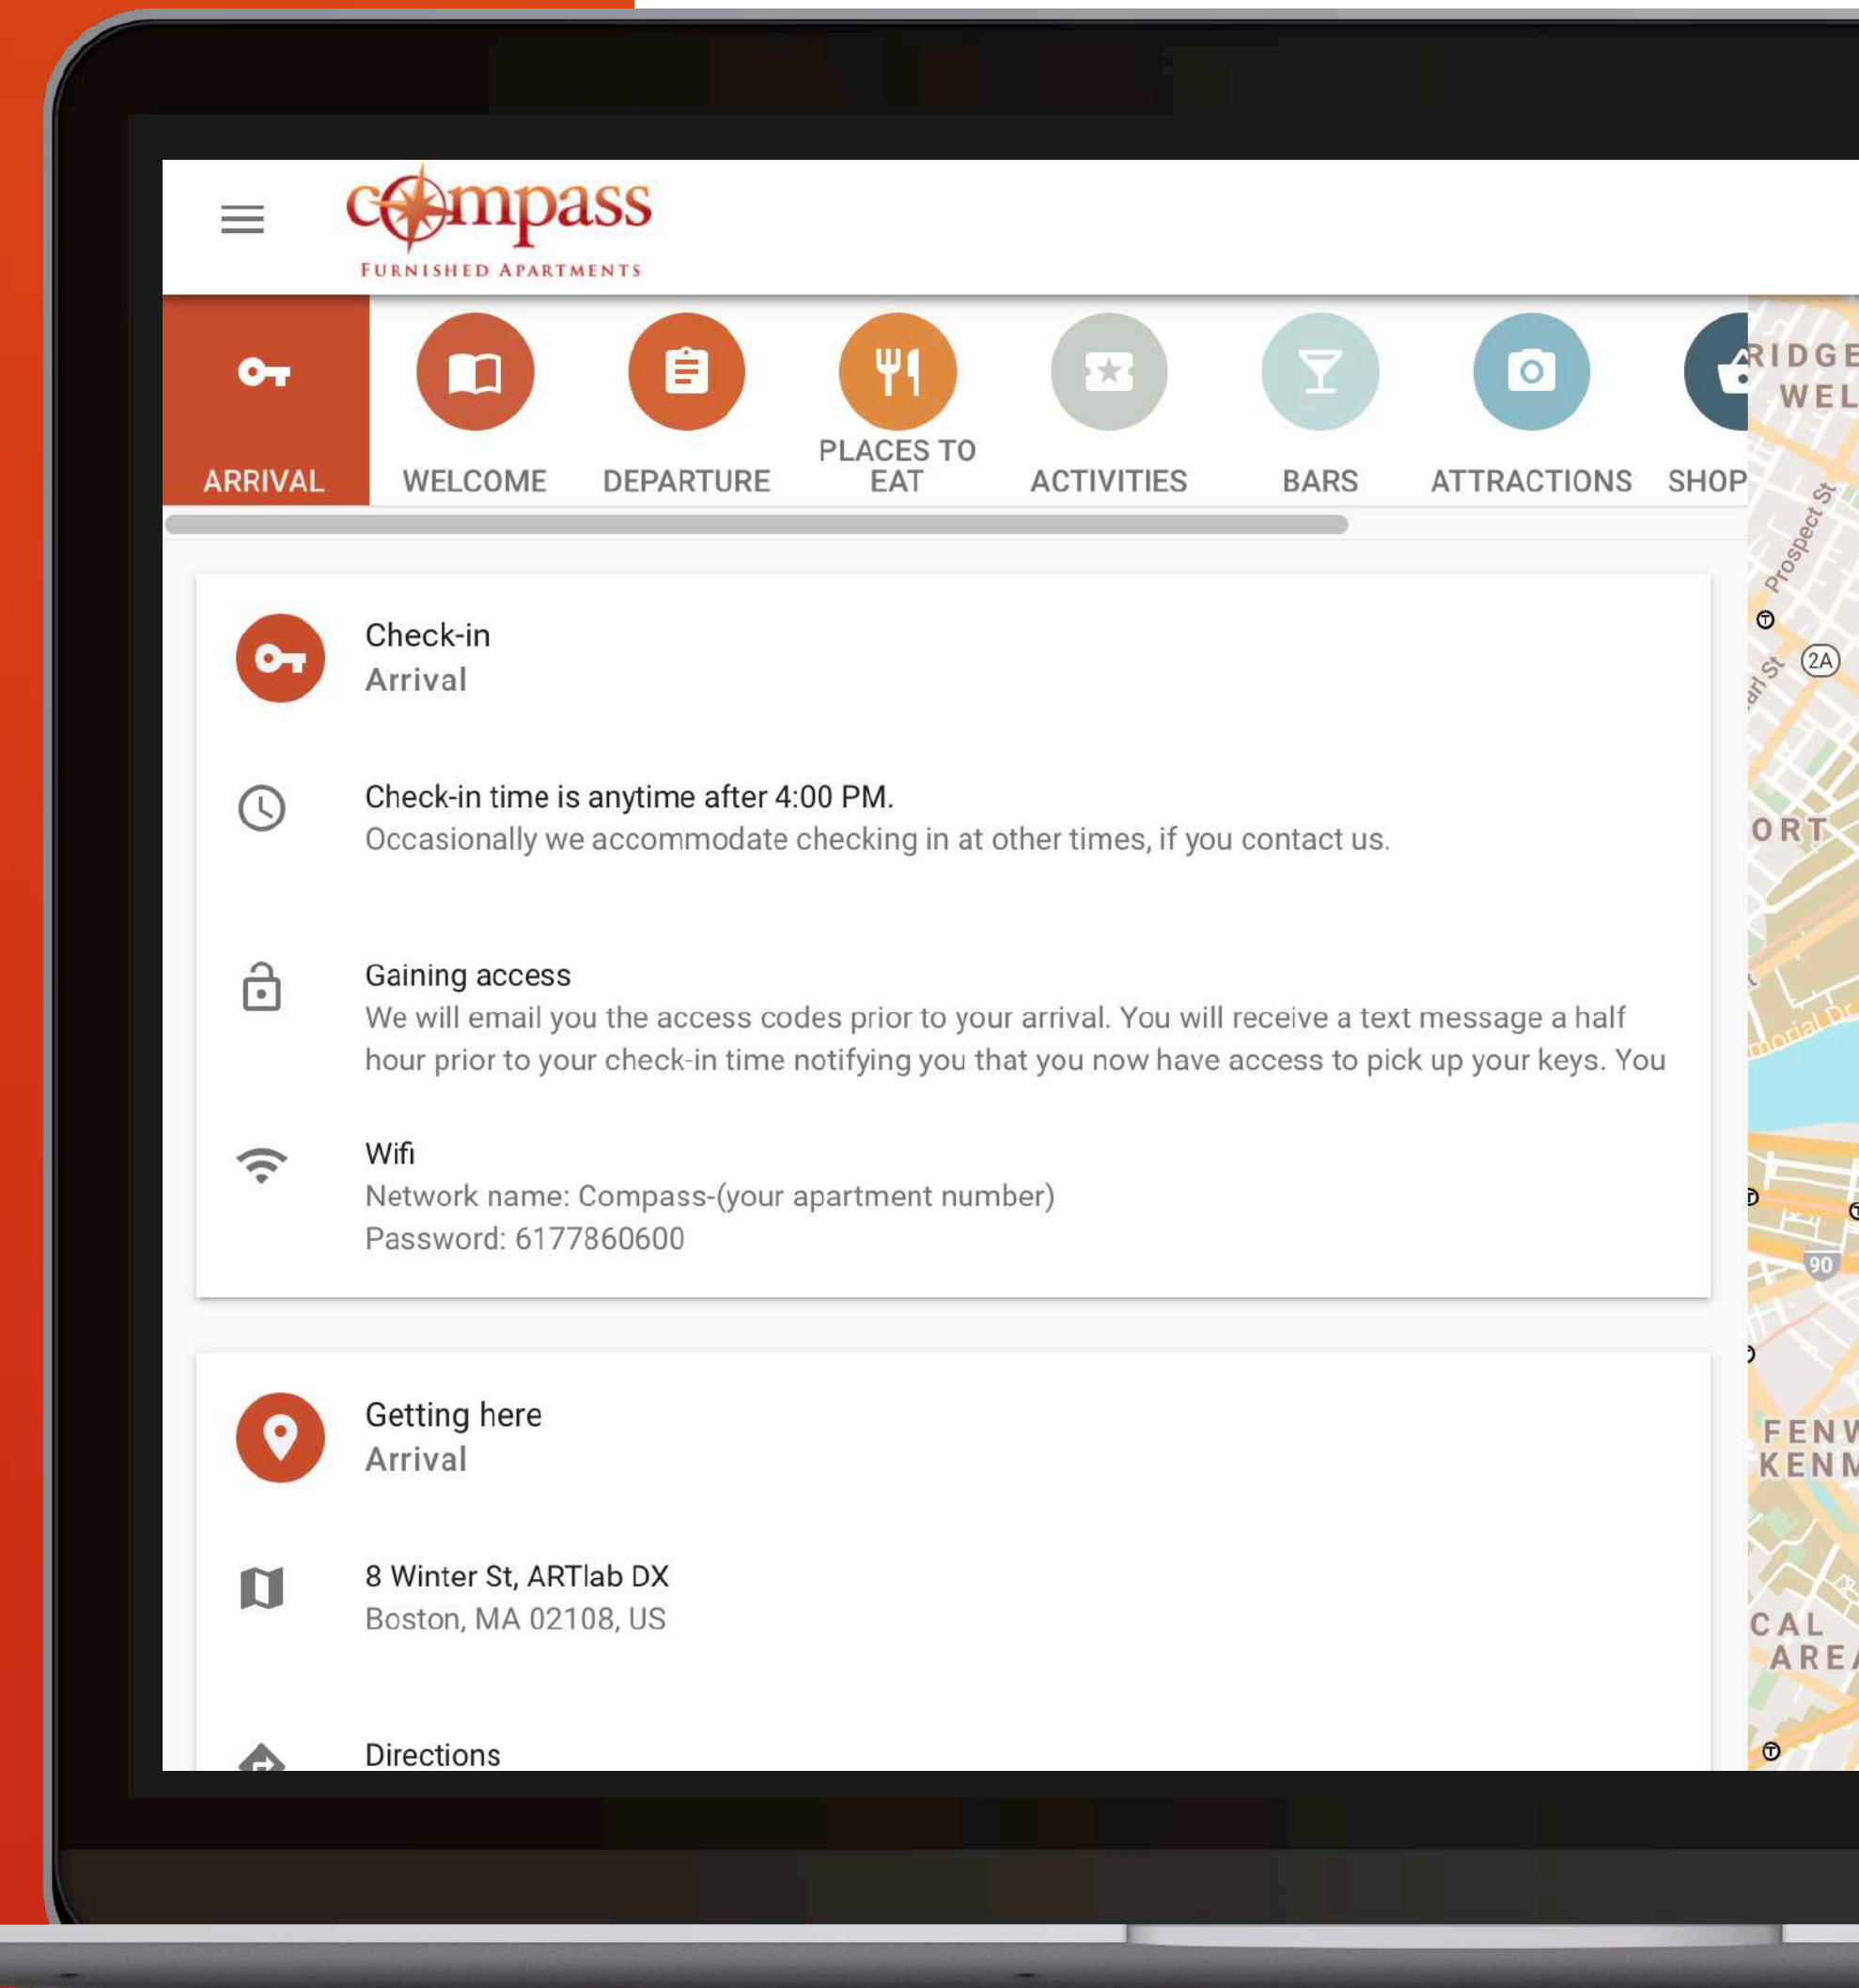 compass
FURNISHED APARTMENTS
ARRIVAL
WELCOME
DEPARTURE
PLACES TO
EAT
ACTIVITIES
BARS
ATTRACTIONS
SHOP
Check-in
Arrival
Check-in time is anytime after 4:00 PM.
Occasionally we accommodate checking in at other times, if you contact us.
Gaining access
We will email you the access codes prior to your arrival. You will receive a text message a half
hour prior to your check-in time notifying you that you now have access to pick up your keys. You
Wifi
Network name: Compass-(your apartment number)
Password: 6177860600
Getting here
Arrival
8 Winter St, ARTlab DX
Boston, MA 02108, US
Directions
RIDGE
WEL
Prospect St
arl St
2A
ORT
morial Dr
90
FENW
KENM
CAL
AREA